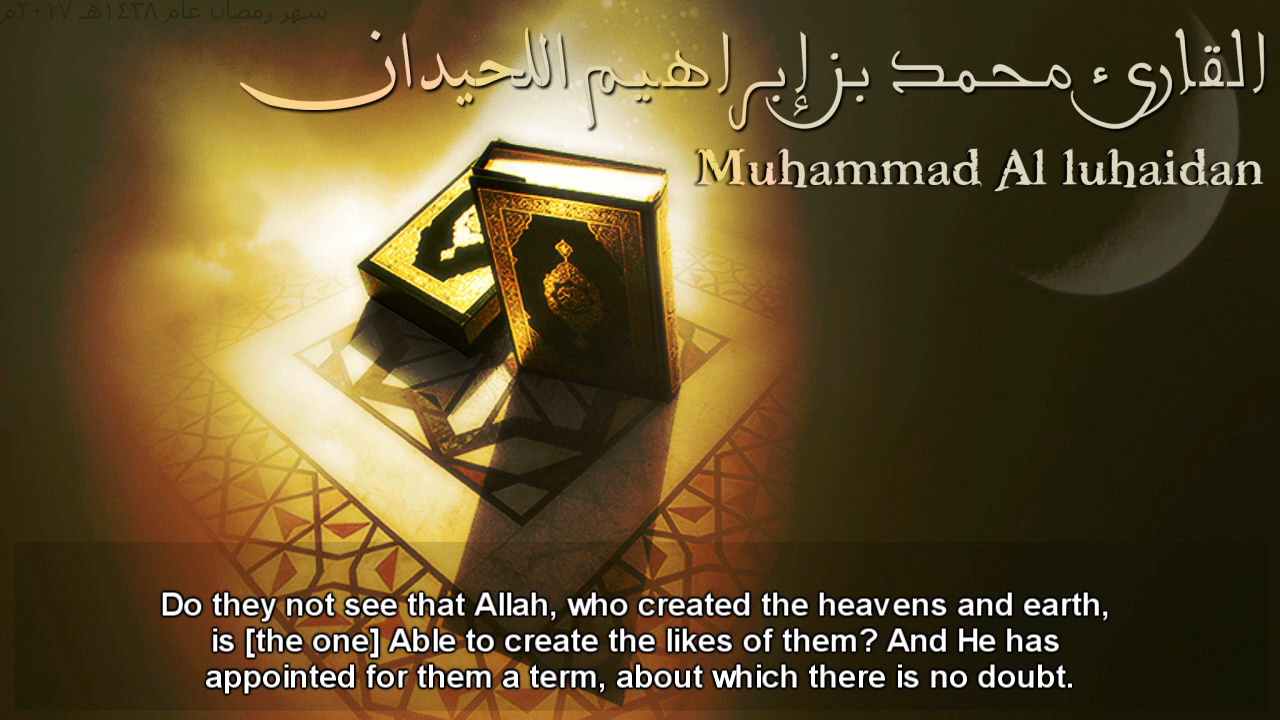 شهر رمضان عام ١٤٣٨هـ ٢٠١٧م
القارئ محمد بن إبراهيم اللحيدان
Muhammad Al luhaidan
Do they not see that Allah, who created the heavens and earth,
is [the one] Able to create the likes of them? And He has
appointed for them a term, about which there is no doubt.